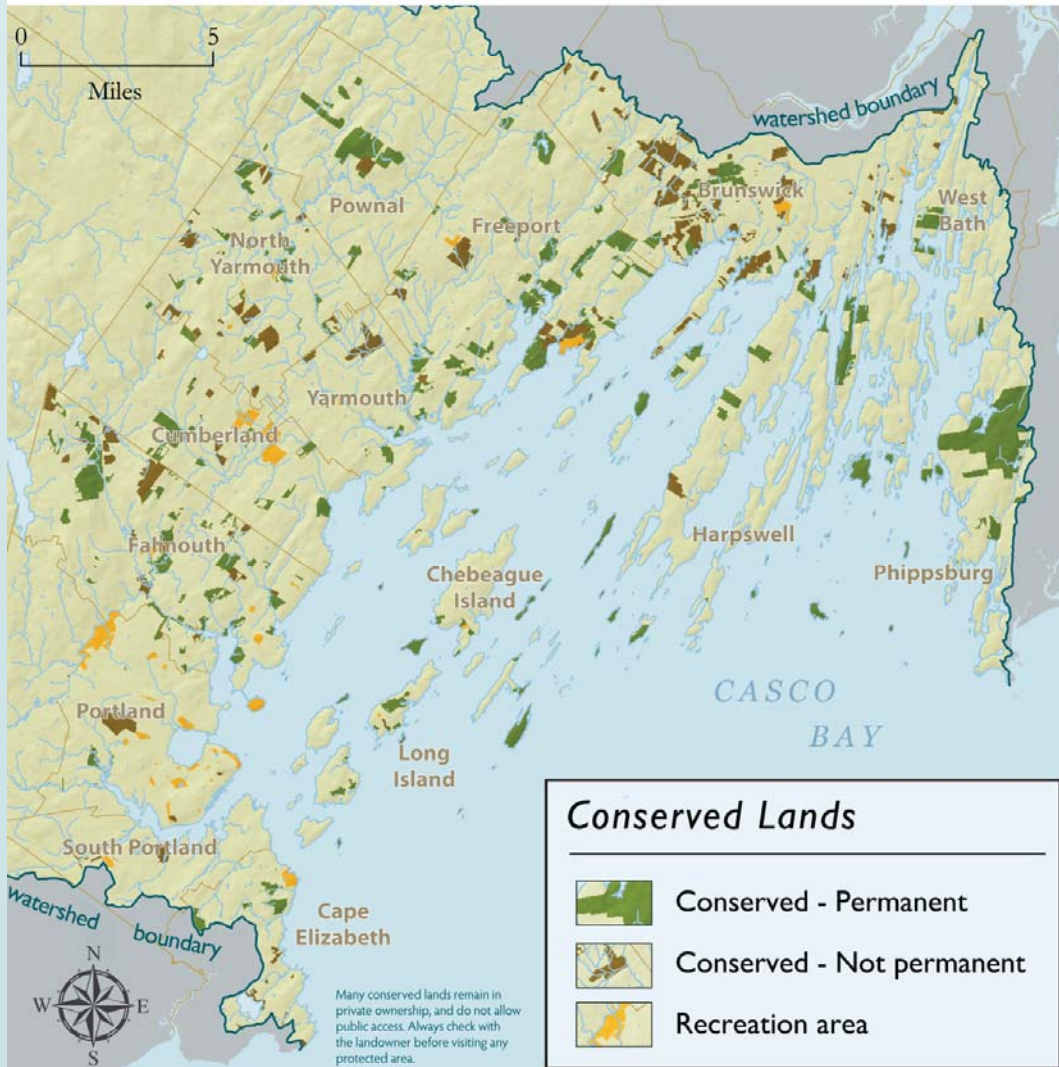 0 5
Miles
watershed boundary
Pownal
Freeport
Brunswick
West
Bath
North
Yarmouth
Yarmouth
Cumberland
Falmouth
Harpswell
Chebeague
Island
Phippsburg
CASCO
BAY
Portland
Long
Island
South Portland
Cape
Elizabeth
watershed boundary
N
W E
S
Many conserved lands remain in
private ownership, and do not allow
public access. Always check with
the landowner before visiting any
protected area.
Conserved Lands
Conserved - Permanent
Conserved - Not permanent
Recreation area